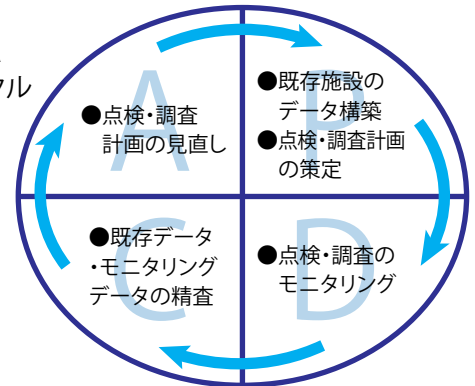 クル
A
●点検・調査
計画の見直し
P
●既存施設の
データ構築
●点検・調査計画
の策定
C
●既存データ
・モニタリング
データの精査
D
●点検・調査の
モニタリング